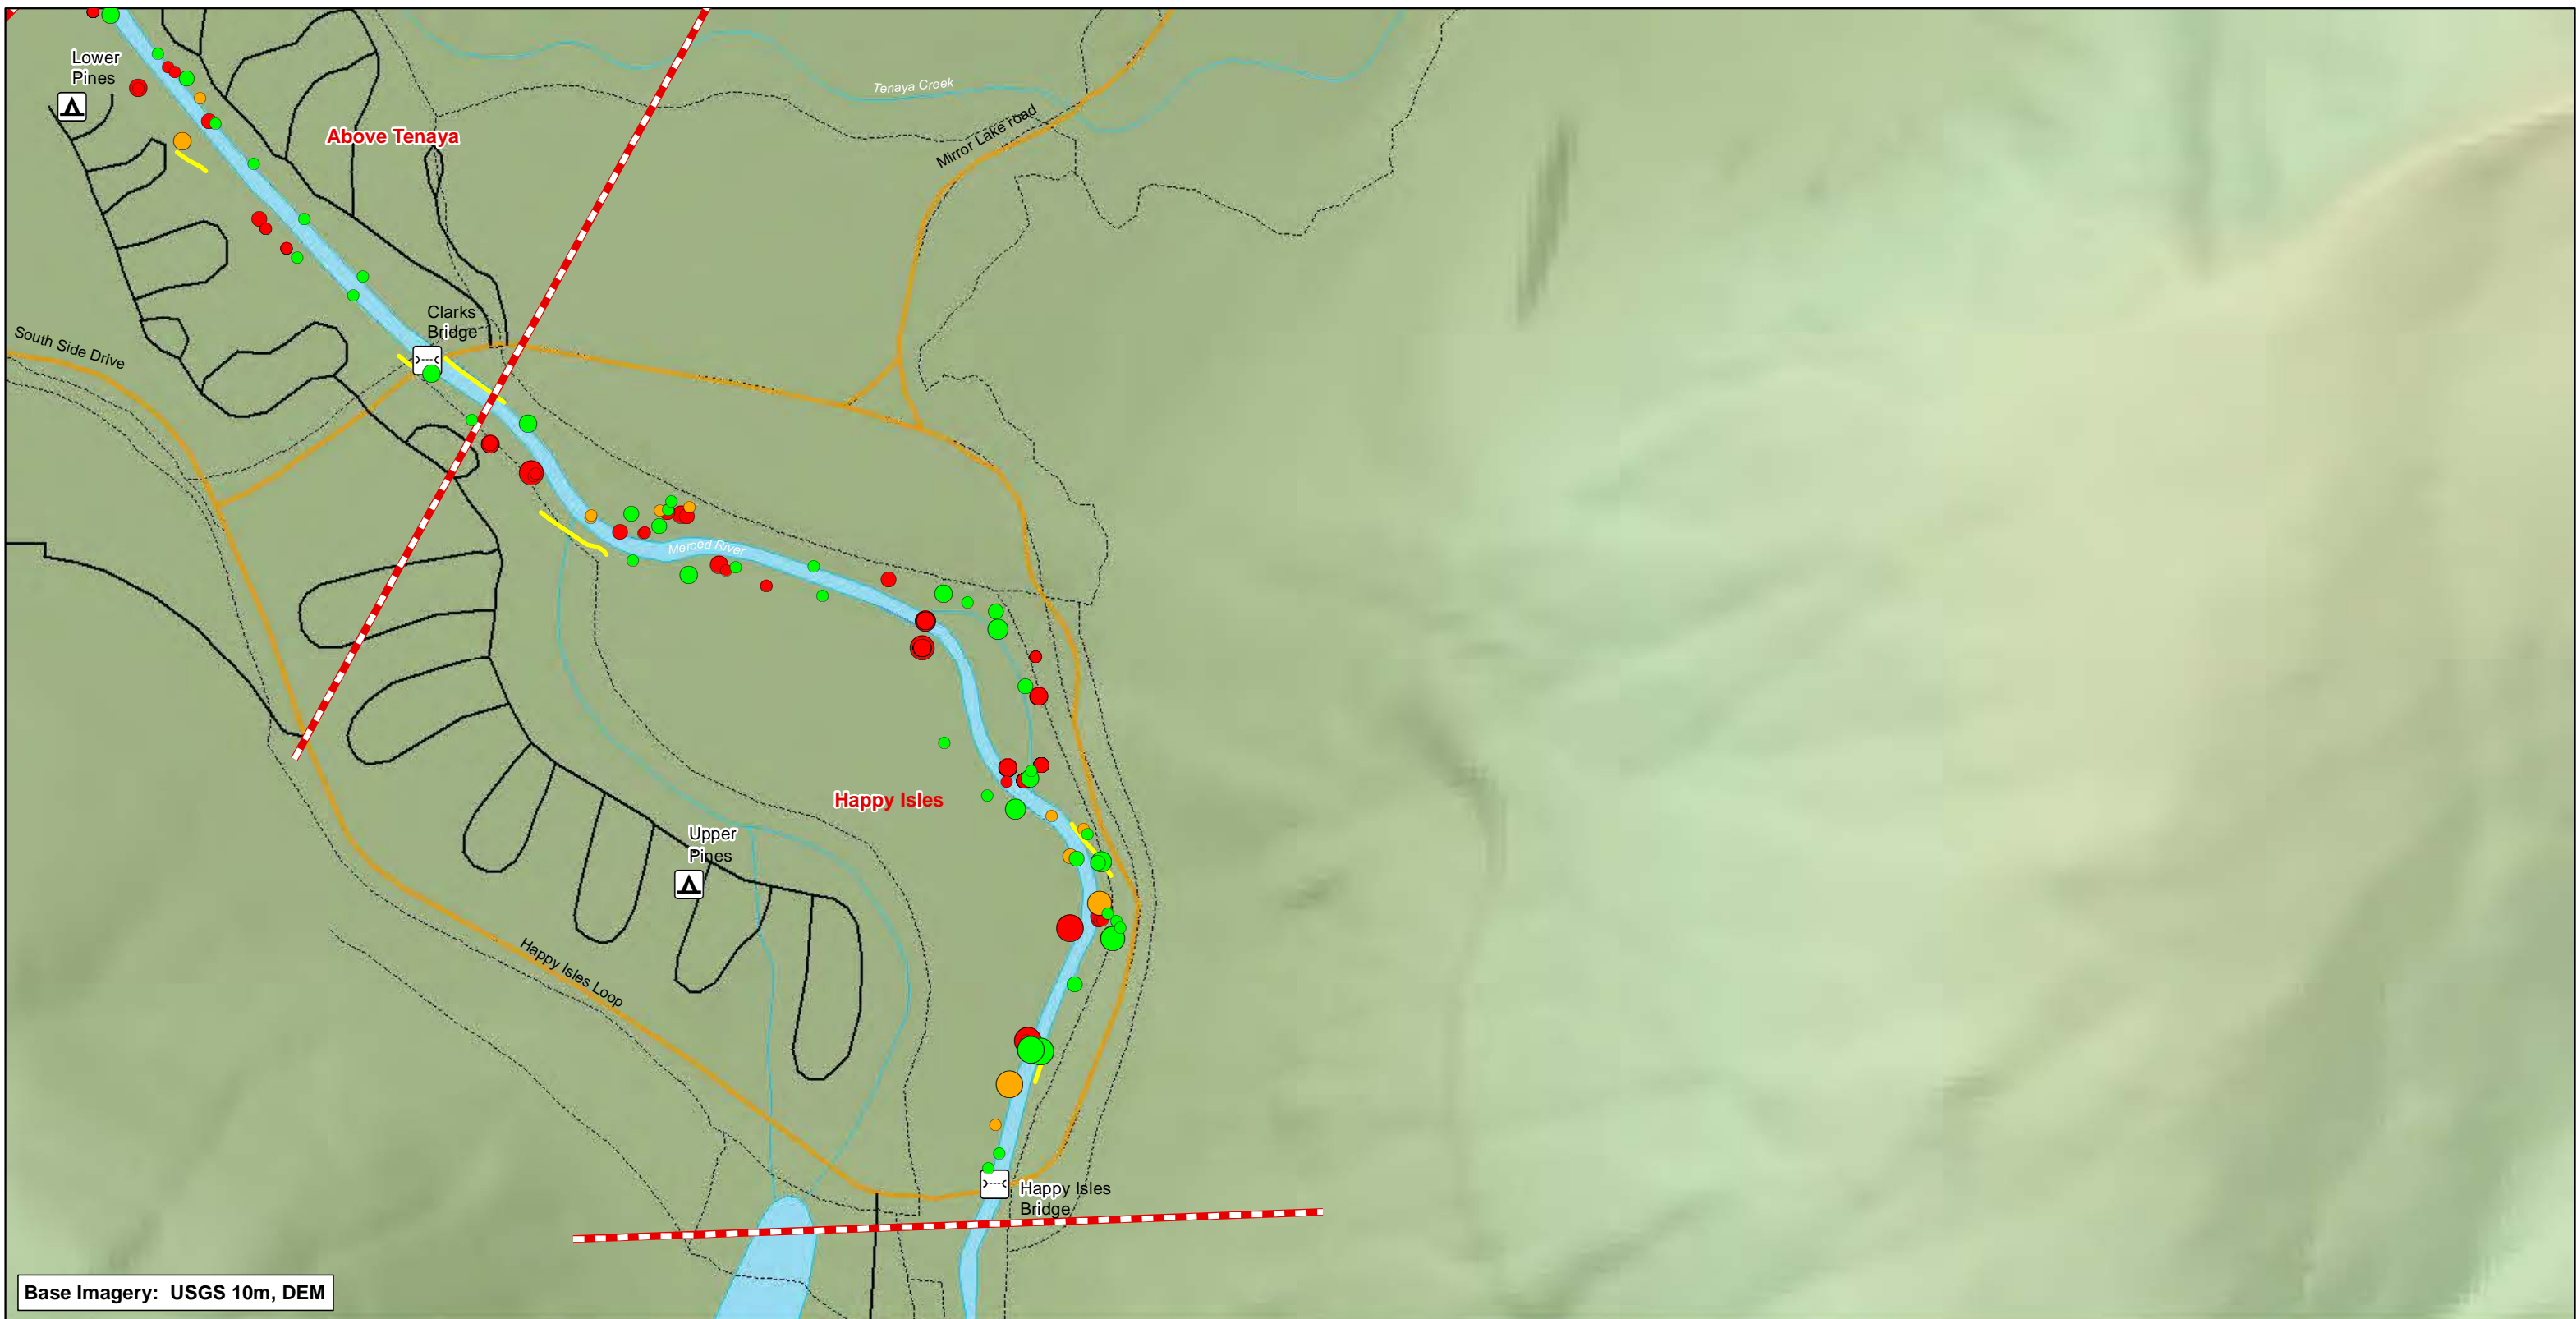 Lower
Pines
Tenaya Creek
Above Tenaya
Mirror Lake road
Clarks
Bridge
South Side Drive
Merced River
Happy Isles
Upper
Pines
Happy Isles Loop
Happy Isles
Bridge
Base Imagery: USGS 10m, DEM